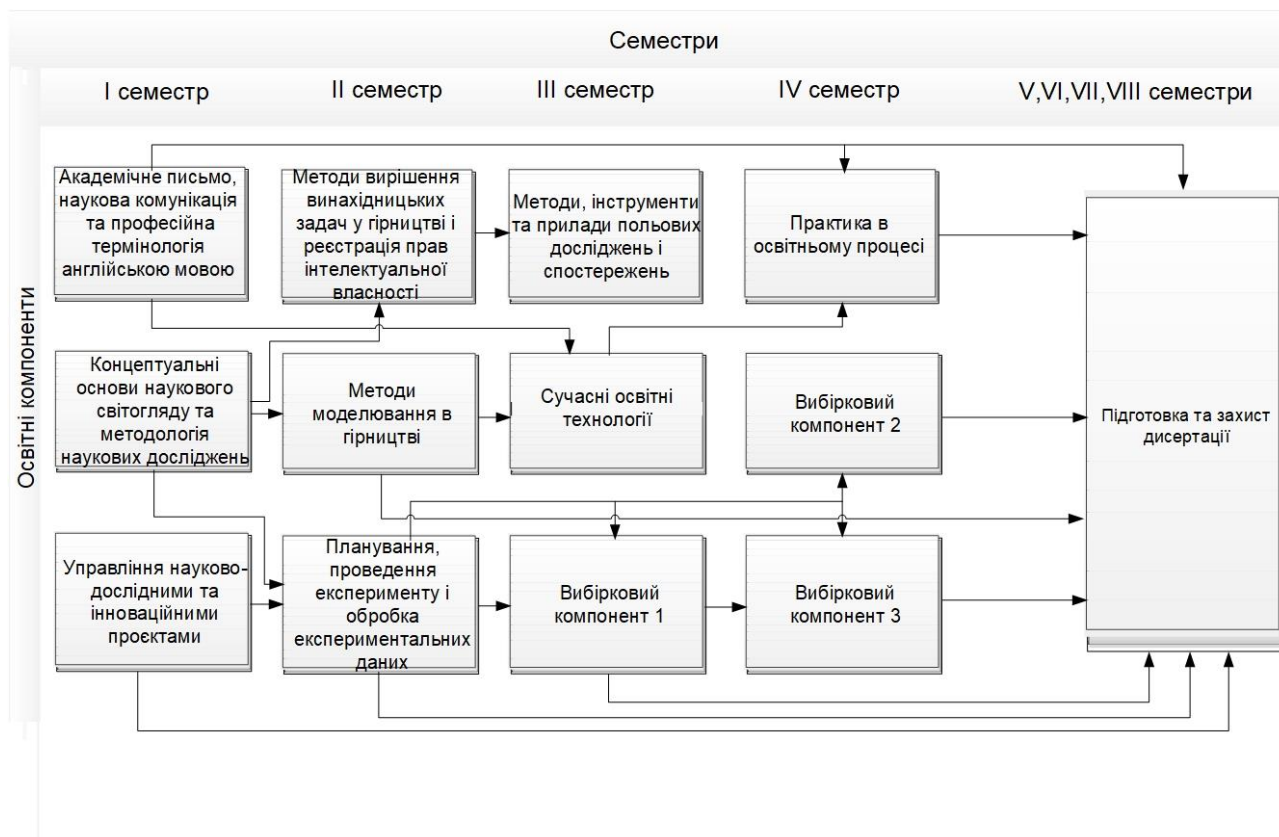 Семестри
I семестр
II семестр
III семестр
IV семестр
V,VI,VII,VIII семестри
Освітні компоненти
Академічне письмо,
наукова комунікація
та професійна
термінологія
англійською мовою
Методи вирішення
винахідницьких
задач у гірництві і
реєстрація прав
інтелектуальної
власності
Методи, інструменти
та прилади польових
досліджень і
спостережень
Практика в
освітньому процесі
Концептуальні
основи наукового
світогляду та
методологія
наукових досліджень
Методи
моделювання в
гірництві
Сучасні освітні
технології
Вибірковий
компонент 2
Підготовка та захист
дисертації
Управління науково-
дослідними та
інноваційними
проєктами
Планування,
проведення
експерименту і
обробка
експериментальних
даних
Вибірковий
компонент 1
Вибірковий
компонент 3